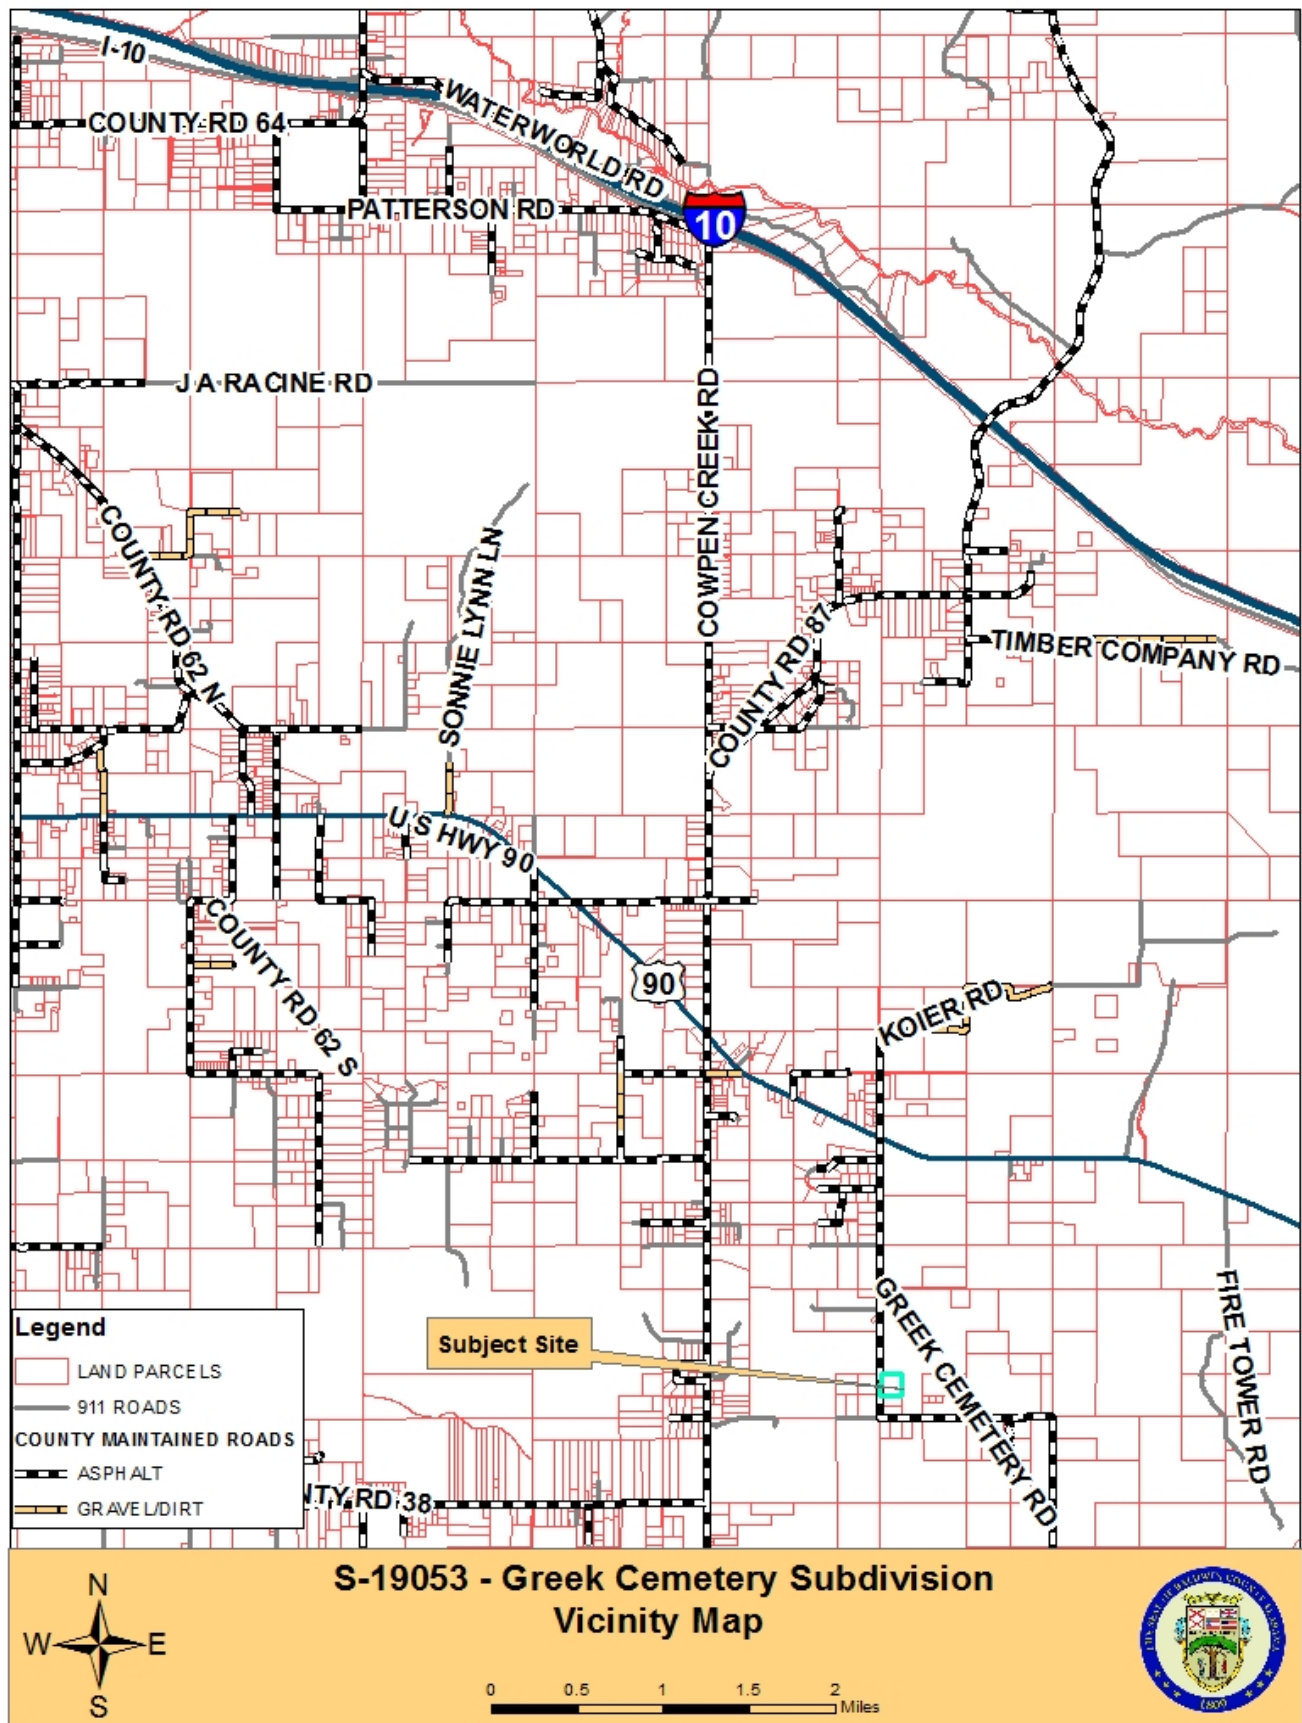 I-10
WATERWORLD RD
COUNTY RD 64
PATTERSON RD
10
J A RACINE RD
COWPEN CREEK RD
COUNTY RD 62 N
SONNIE LYNN LN
COUNTY RD 87
TIMBER COMPANY RD
U S HWY 90
COUNTY RD 62 S
90
KOIER RD
GREEK CEMETERY RD
FIRE TOWER RD
Subject Site
Legend
LAND PARCELS
911 ROADS
COUNTY MAINTAINED ROADS
ASPHALT
GRAVEL/DIRT
NTY RD 38
S-19053 - Greek Cemetery Subdivision
Vicinity Map
N
W E
S
0 0.5 1 1.5 2
Miles
1809